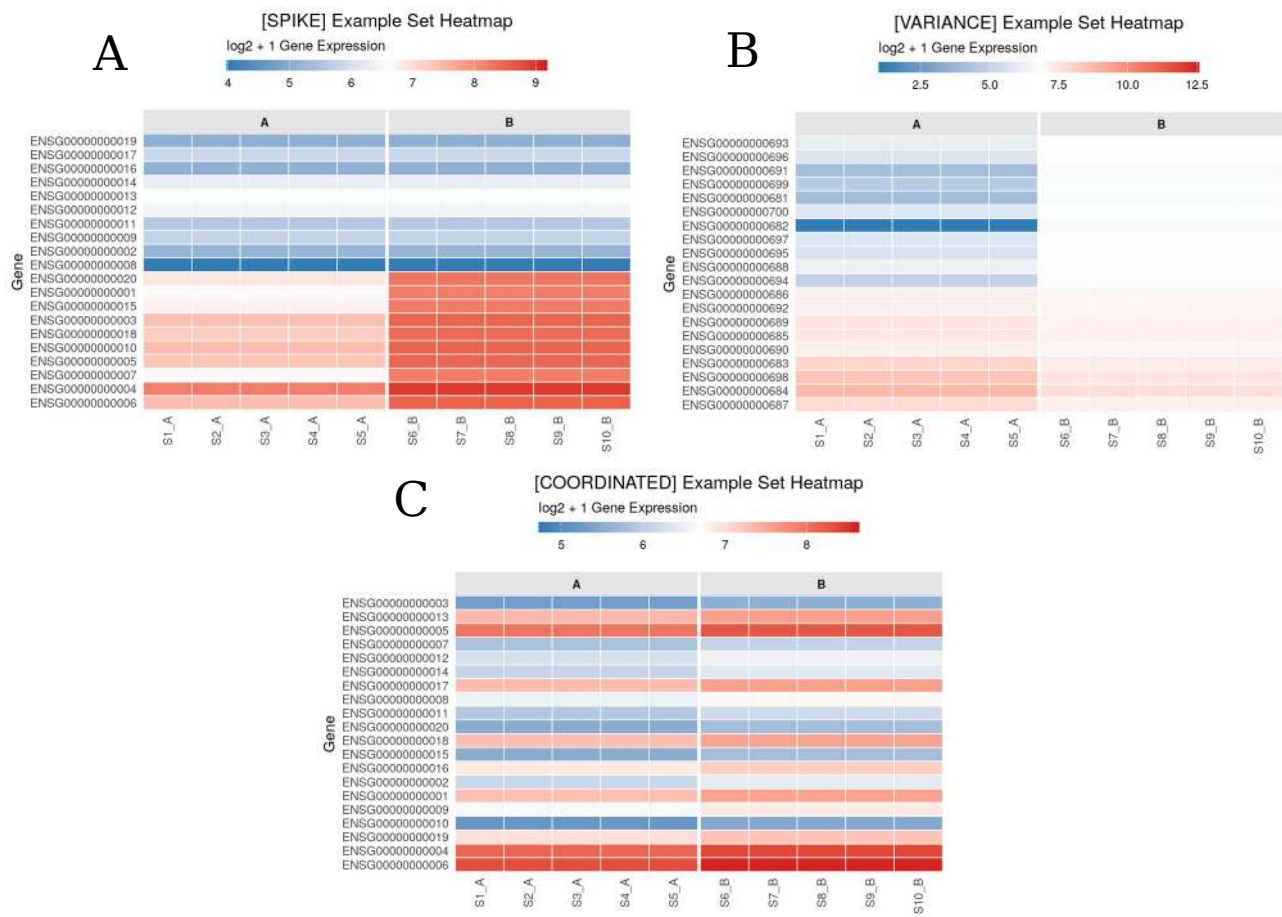 A
[SPIKE] Example Set Heatmap
log2 + 1 Gene Expression
4 5 6 7 8 9
A B
Gene
ENSG00000000019
ENSG00000000017
ENSG00000000016
ENSG00000000014
ENSG00000000013
ENSG00000000012
ENSG00000000011
ENSG00000000009
ENSG00000000002
ENSG00000000008
ENSG00000000020
ENSG00000000001
ENSG00000000015
ENSG00000000003
ENSG00000000018
ENSG00000000010
ENSG00000000005
ENSG00000000007
ENSG00000000004
ENSG00000000006
S1_A S2_A S3_A S4_A S5_A S6_B S7_B S8_B S9_B S10_B
B
[VARIANCE] Example Set Heatmap
log2 + 1 Gene Expression
2.5 5.0 7.5 10.0 12.5
A B
Gene
ENSG00000000693
ENSG00000000696
ENSG00000000691
ENSG00000000699
ENSG00000000681
ENSG00000000700
ENSG00000000682
ENSG00000000697
ENSG00000000695
ENSG00000000688
ENSG00000000694
ENSG00000000686
ENSG00000000692
ENSG00000000689
ENSG00000000685
ENSG00000000690
ENSG00000000683
ENSG00000000698
ENSG00000000684
ENSG00000000687
S1_A S2_A S3_A S4_A S5_A S6_B S7_B S8_B S9_B S10_B
C
[COORDINATED] Example Set Heatmap
log2 + 1 Gene Expression
5 6 7 8
A B
Gene
ENSG00000000003
ENSG00000000013
ENSG00000000005
ENSG00000000007
ENSG00000000012
ENSG00000000014
ENSG00000000017
ENSG00000000008
ENSG00000000011
ENSG00000000020
ENSG00000000018
ENSG00000000015
ENSG00000000016
ENSG00000000002
ENSG00000000001
ENSG00000000009
ENSG00000000010
ENSG00000000019
ENSG00000000004
ENSG00000000006
S1_A S2_A S3_A S4_A S5_A S6_B S7_B S8_B S9_B S10_B